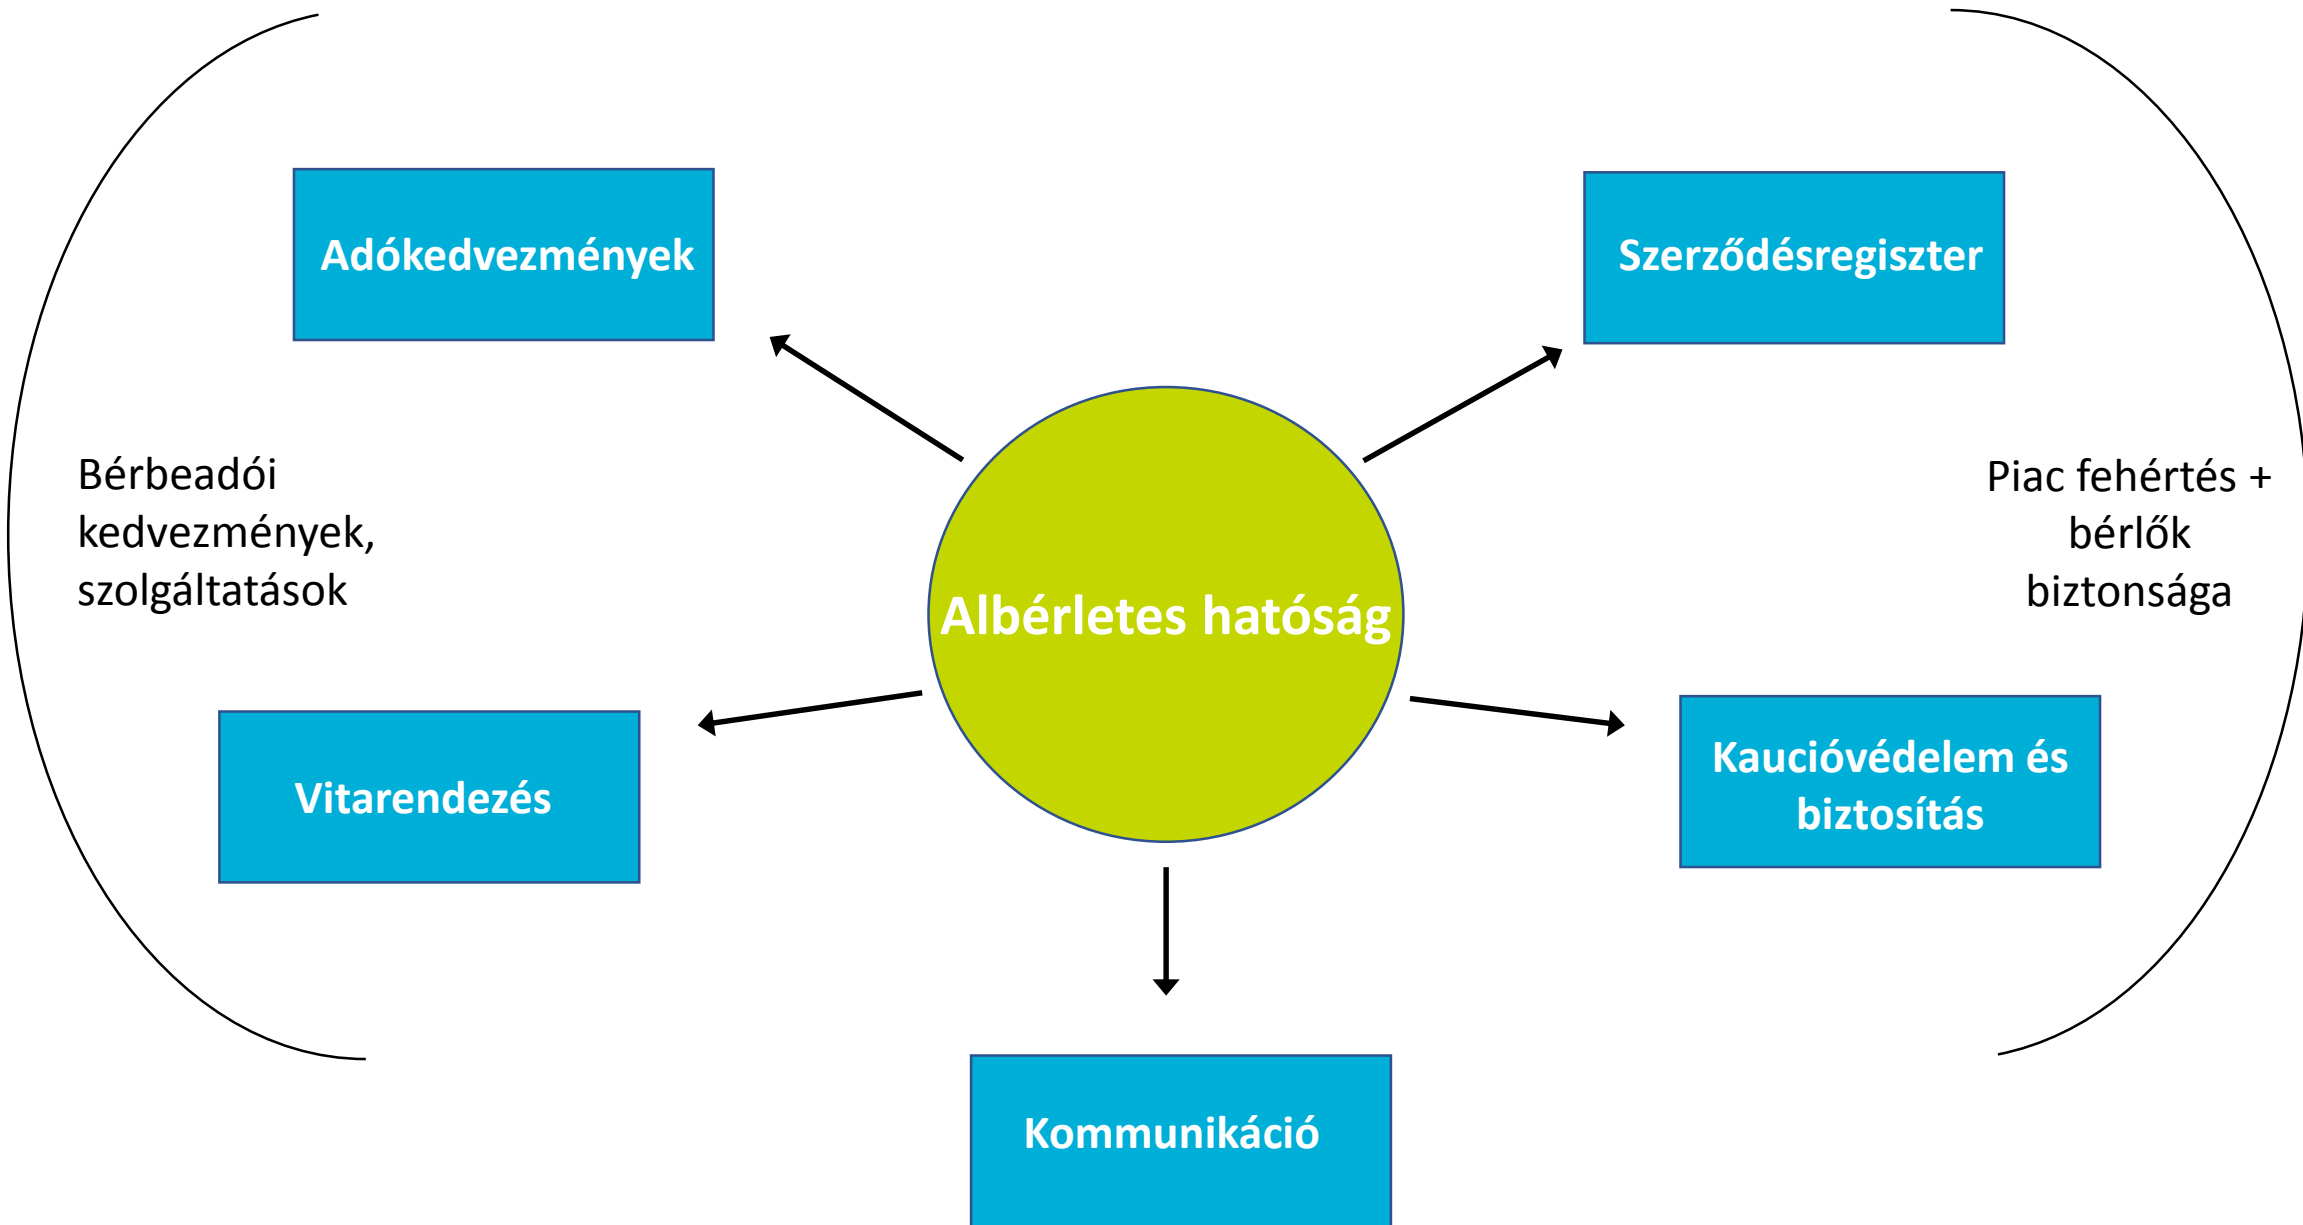 Adókedvezmények
Szerződésregiszter
Bérbeadói
kedvezmények,
szolgáltatások
Piac fehértés +
bérlők
biztonsága
Albérletes hatóság
Vitarendezés
Kaucióvédelem és
biztosítás
Kommunikáció